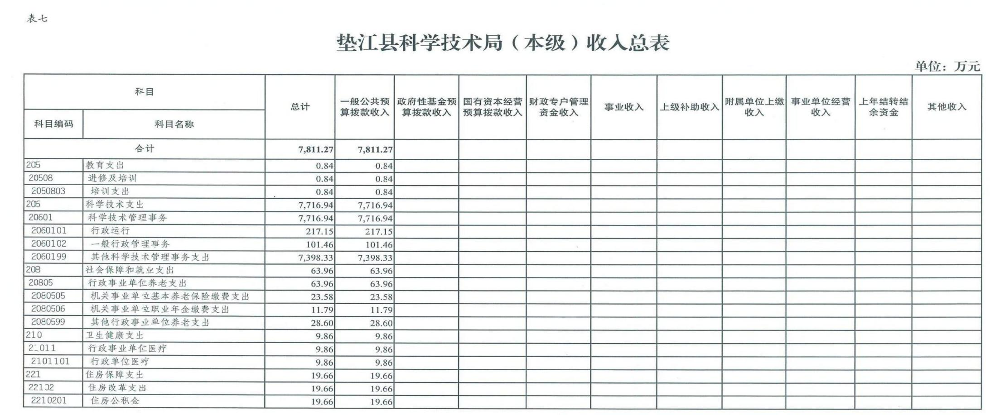 表七
垫江县科学技术局（本级）收入总表
单位：万元
科目 总计 一般公共预算拨款收入 政府性基金预算拨款收入 国有资本经营预算拨款收入 财政专户管理资金收入 事业收入 上级补助收入 附属单位上缴收入 事业单位经营收入 上年结转结余资金 其他收入
科目编码 科目名称
合计 7,811.27 7,811.27
205 教育支出 0.84 0.84
20508 进修及培训 0.84 0.84
2050803 培训支出 0.84 0.84
206 科学技术支出 7,716.94 7,716.94
20601 科学技术管理事务 7,716.94 7,716.94
2060101 行政运行 217.15 217.15
2060102 一般行政管理事务 101.46 101.46
2060199 其他科学技术管理事务支出 7,398.33 7,398.33
208 社会保障和就业支出 63.96 63.96
20805 行政事业单位养老支出 63.96 63.96
2080505 机关事业单位基本养老保险缴费支出 23.58 23.58
2080506 机关事业单位职业年金缴费支出 11.79 11.79
2080599 其他行政事业单位养老支出 28.60 28.60
210 卫生健康支出 9.86 9.86
21011 行政事业单位医疗 9.86 9.86
2101101 行政单位医疗 9.86 9.86
221 住房保障支出 19.66 19.66
22102 住房改革支出 19.66 19.66
2210201 住房公积金 19.66 19.66